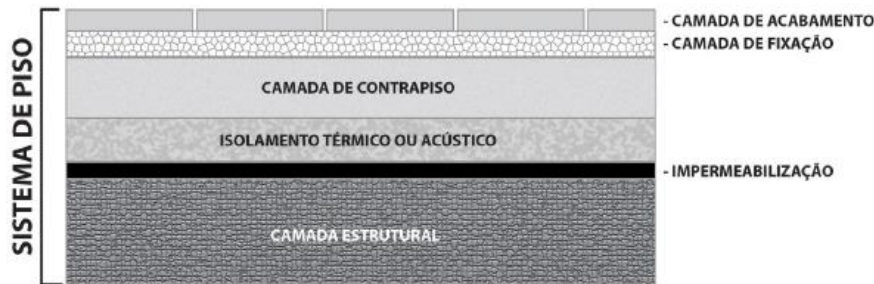 SISTEMA DE PISO
- CAMADA DE ACABAMENTO
- CAMADA DE FIXAÇÃO
CAMADA DE CONTRAPISO
ISOLAMENTO TÉRMICO OU ACÚSTICO
- IMPERMEABILIZAÇÃO
CAMADA ESTRUTURAL